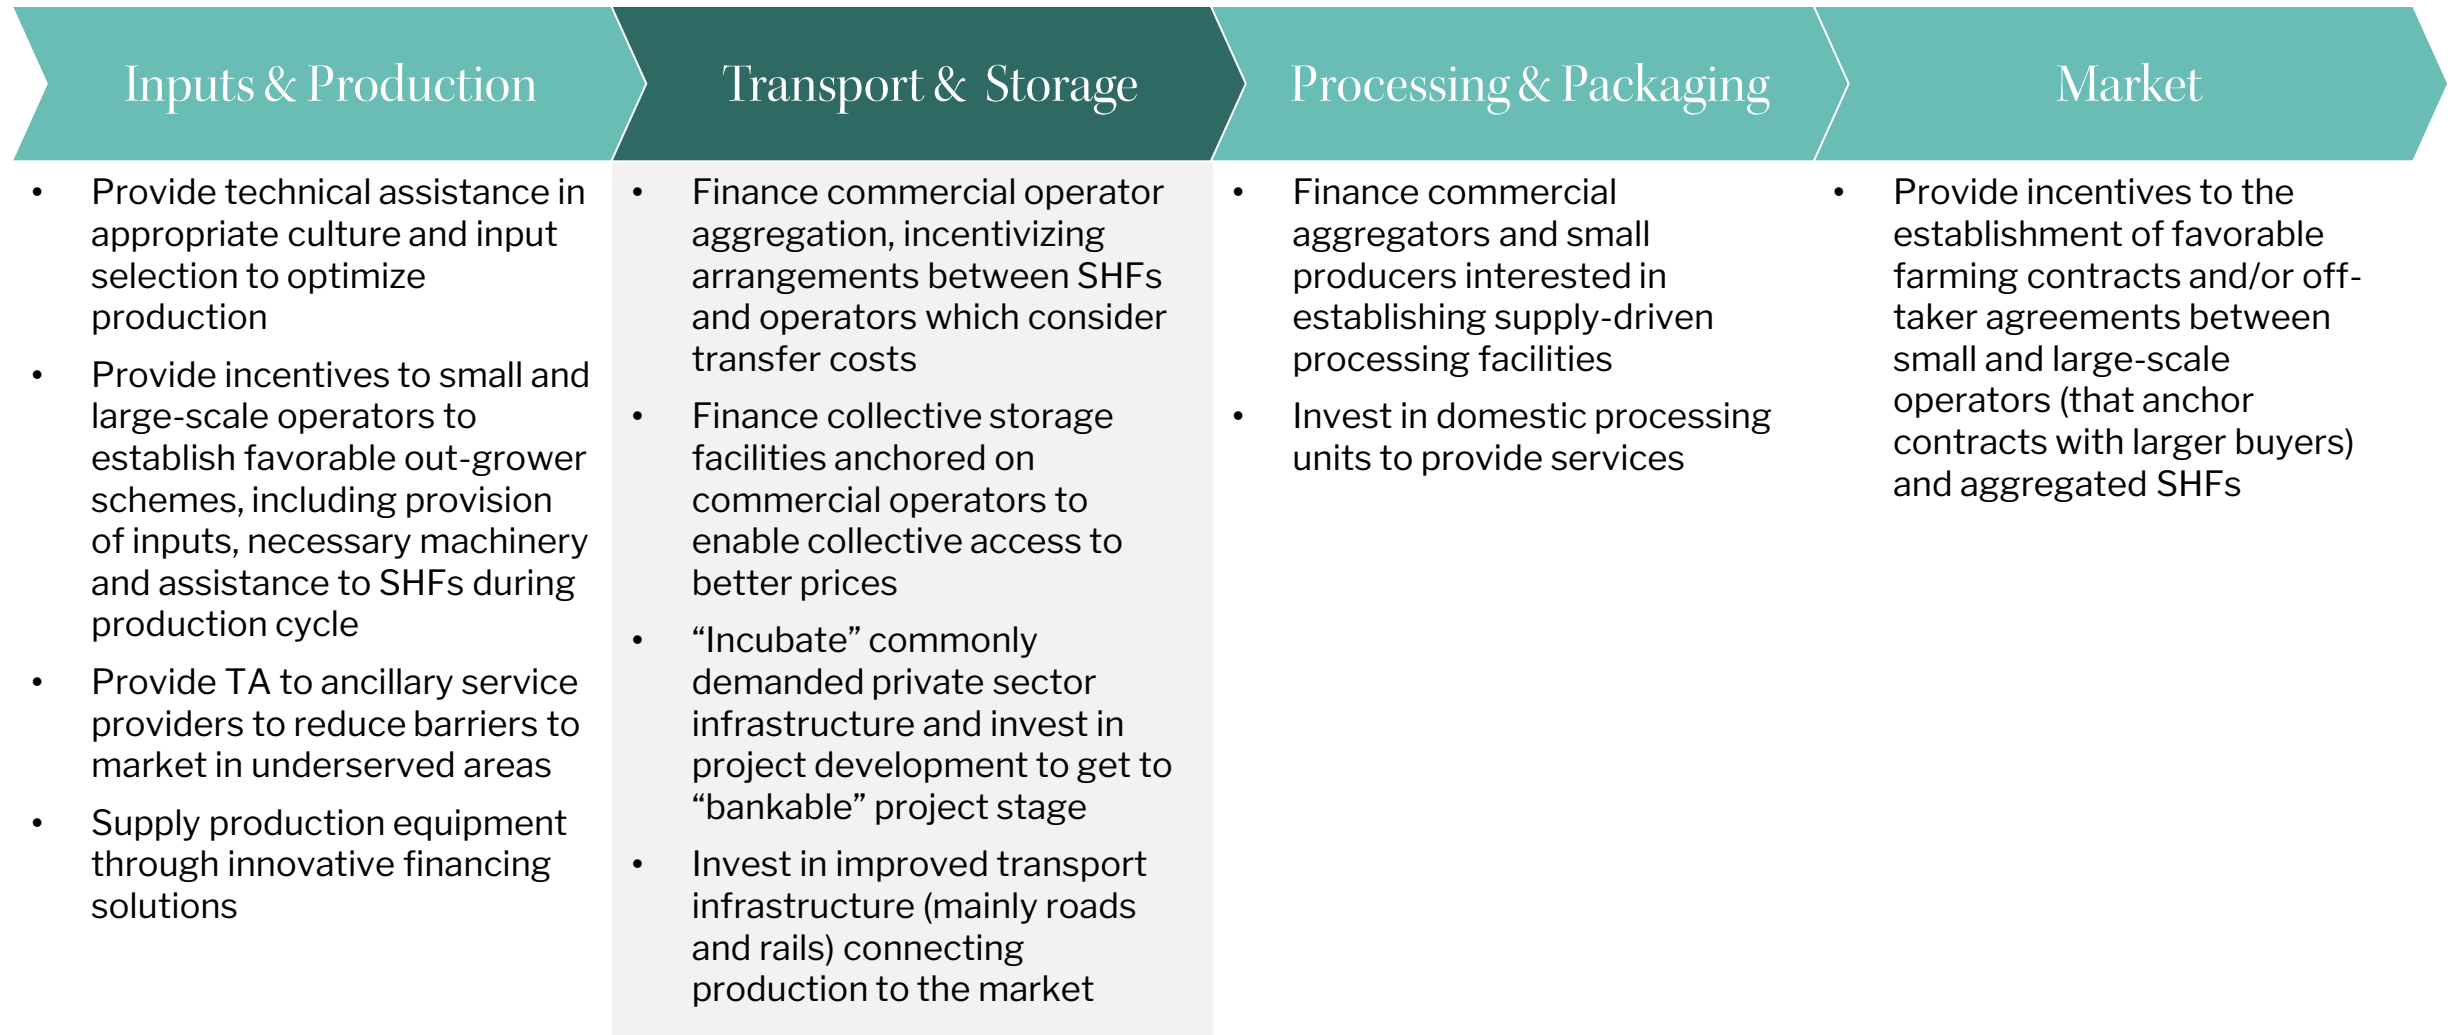 Inputs & Production
Transport & Storage
Processing & Packaging
Market
• Provide technical assistance in
appropriate culture and input
selection to optimize
production
• Provide incentives to small and
large-scale operators to
establish favorable out-grower
schemes, including provision
of inputs, necessary machinery
and assistance to SHFs during
production cycle
• Provide TA to ancillary service
providers to reduce barriers to
market in underserved areas
• Supply production equipment
through innovative financing
solutions
• Finance commercial operator
aggregation, incentivizing
arrangements between SHFs
and operators which consider
transfer costs
• Finance collective storage
facilities anchored on
commercial operators to
enable collective access to
better prices
• “Incubate” commonly
demanded private sector
infrastructure and invest in
project development to get to
“bankable” project stage
• Invest in improved transport
infrastructure (mainly roads
and rails) connecting
production to the market
• Finance commercial
aggregators and small
producers interested in
establishing supply-driven
processing facilities
• Invest in domestic processing
units to provide services
• Provide incentives to the
establishment of favorable
farming contracts and/or off-
taker agreements between
small and large-scale
operators (that anchor
contracts with larger buyers)
and aggregated SHFs